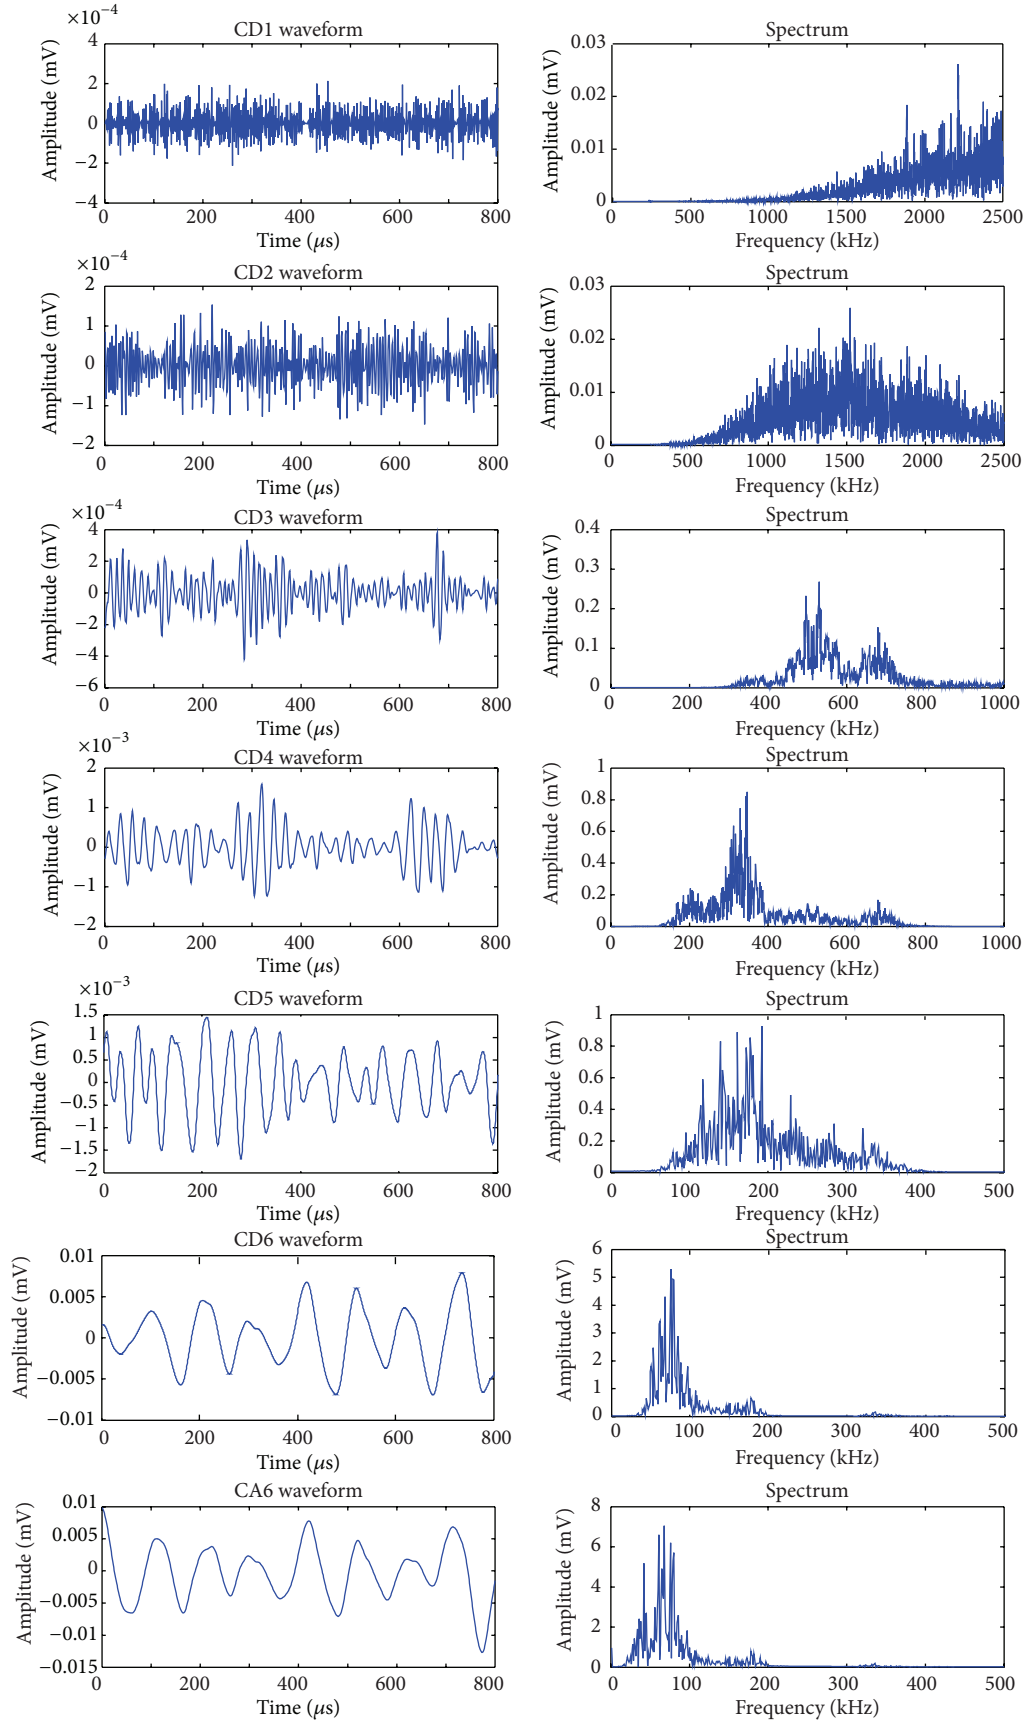 ×10⁻⁴ CD1 waveform
Amplitude (mV)
4
2
0
−2
−4
0 200 400 600 800
Time (μs)
Spectrum
Amplitude (mV)
0.03
0.02
0.01
0
0 500 1000 1500 2000 2500
Frequency (kHz)
×10⁻⁴ CD2 waveform
Amplitude (mV)
2
1
0
−1
−2
0 200 400 600 800
Time (μs)
Spectrum
Amplitude (mV)
0.03
0.02
0.01
0
0 500 1000 1500 2000 2500
Frequency (kHz)
×10⁻⁴ CD3 waveform
Amplitude (mV)
4
2
0
−2
−4
−6
0 200 400 600 800
Time (μs)
Spectrum
Amplitude (mV)
0.4
0.3
0.2
0.1
0
0 200 400 600 800 1000
Frequency (kHz)
×10⁻³ CD4 waveform
Amplitude (mV)
2
1
0
−1
−2
0 200 400 600 800
Time (μs)
Spectrum
Amplitude (mV)
1
0.8
0.6
0.4
0.2
0
0 200 400 600 800 1000
Frequency (kHz)
×10⁻³ CD5 waveform
Amplitude (mV)
1.5
1
0.5
0
−0.5
−1
−1.5
−2
0 200 400 600 800
Time (μs)
Spectrum
Amplitude (mV)
1
0.8
0.6
0.4
0.2
0
0 100 200 300 400 500
Frequency (kHz)
CD6 waveform
Amplitude (mV)
0.01
0.005
0
−0.005
−0.01
0 200 400 600 800
Time (μs)
Spectrum
Amplitude (mV)
6
5
4
3
2
1
0
0 100 200 300 400 500
Frequency (kHz)
CA6 waveform
Amplitude (mV)
0.01
0.005
0
−0.005
−0.01
−0.015
0 200 400 600 800
Time (μs)
Spectrum
Amplitude (mV)
8
6
4
2
0
0 100 200 300 400 500
Frequency (kHz)